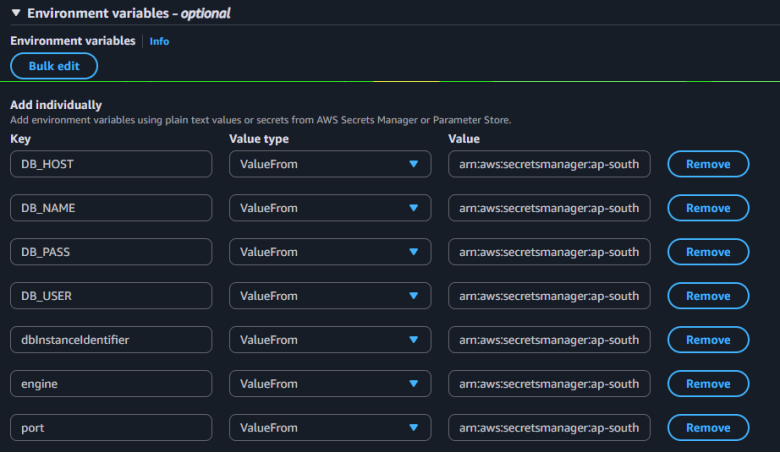 Environment variables - optional
Environment variables Info
Bulk edit
Add individually
Add environment variables using plain text values or secrets from AWS Secrets Manager or Parameter Store.
Key Value type Value
DB_HOST ValueFrom arn:aws:secretsmanager:ap-south Remove
DB_NAME ValueFrom arn:aws:secretsmanager:ap-south Remove
DB_PASS ValueFrom arn:aws:secretsmanager:ap-south Remove
DB_USER ValueFrom arn:aws:secretsmanager:ap-south Remove
dbInstanceIdentifier ValueFrom arn:aws:secretsmanager:ap-south Remove
engine ValueFrom arn:aws:secretsmanager:ap-south Remove
port ValueFrom arn:aws:secretsmanager:ap-south Remove